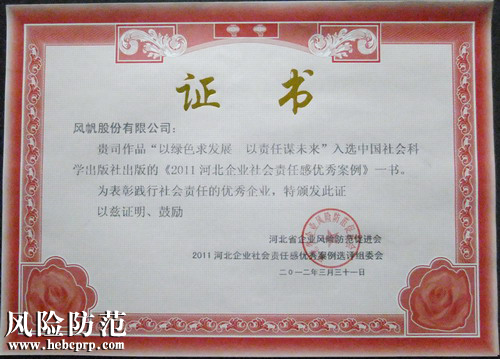 证 书
风帆股份有限公司：
贵司作品“以绿色求发展　以责任谋未来”入选中国社会科
学出版社出版的《2011河北企业社会责任感优秀案例》一书。
为表彰践行社会责任的优秀企业，特颁发此证
以兹证明、鼓励
河北省企业风险防范促进会
2011河北企业社会责任感优秀案例选评组委会
二〇一二年三月三十一日
风险防范
www.hebcprp.com